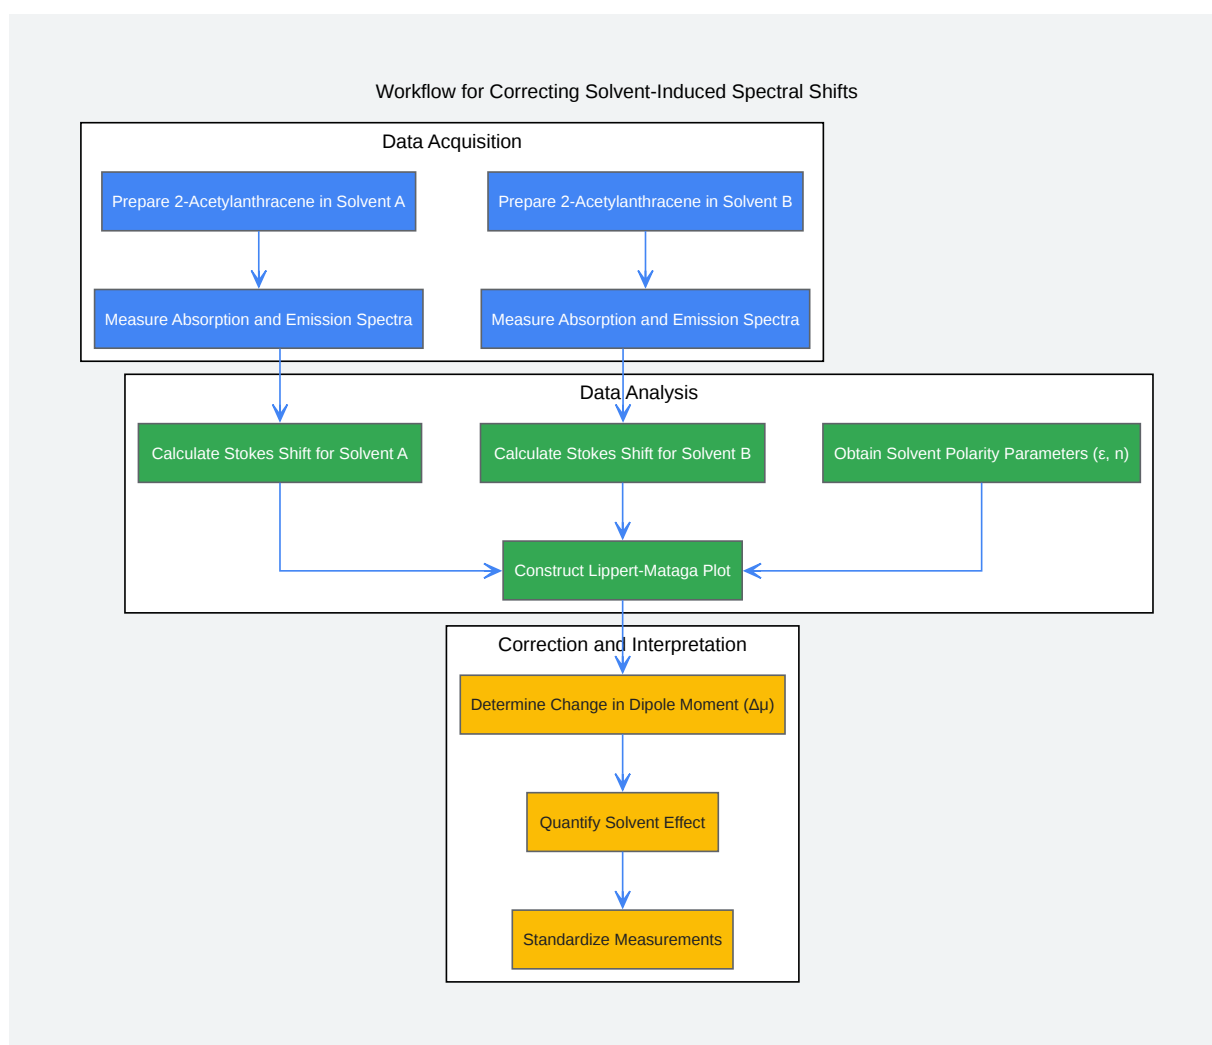 Workflow for Correcting Solvent-Induced Spectral Shifts
Data Acquisition
Prepare 2-Acetylanthracene in Solvent A
Prepare 2-Acetylanthracene in Solvent B
Measure Absorption and Emission Spectra
Measure Absorption and Emission Spectra
Data Analysis
Calculate Stokes Shift for Solvent A
Calculate Stokes Shift for Solvent B
Obtain Solvent Polarity Parameters (ε, n)
Construct Lippert-Mataga Plot
Correction and Interpretation
Determine Change in Dipole Moment (Δμ)
Quantify Solvent Effect
Standardize Measurements